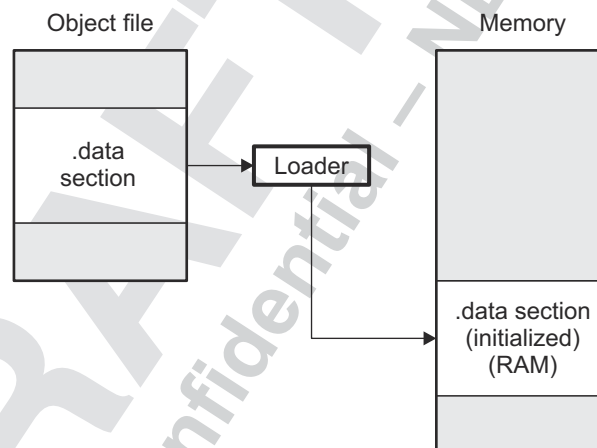 Object file
Memory
.data
section
Loader
.data section
(initialized)
(RAM)